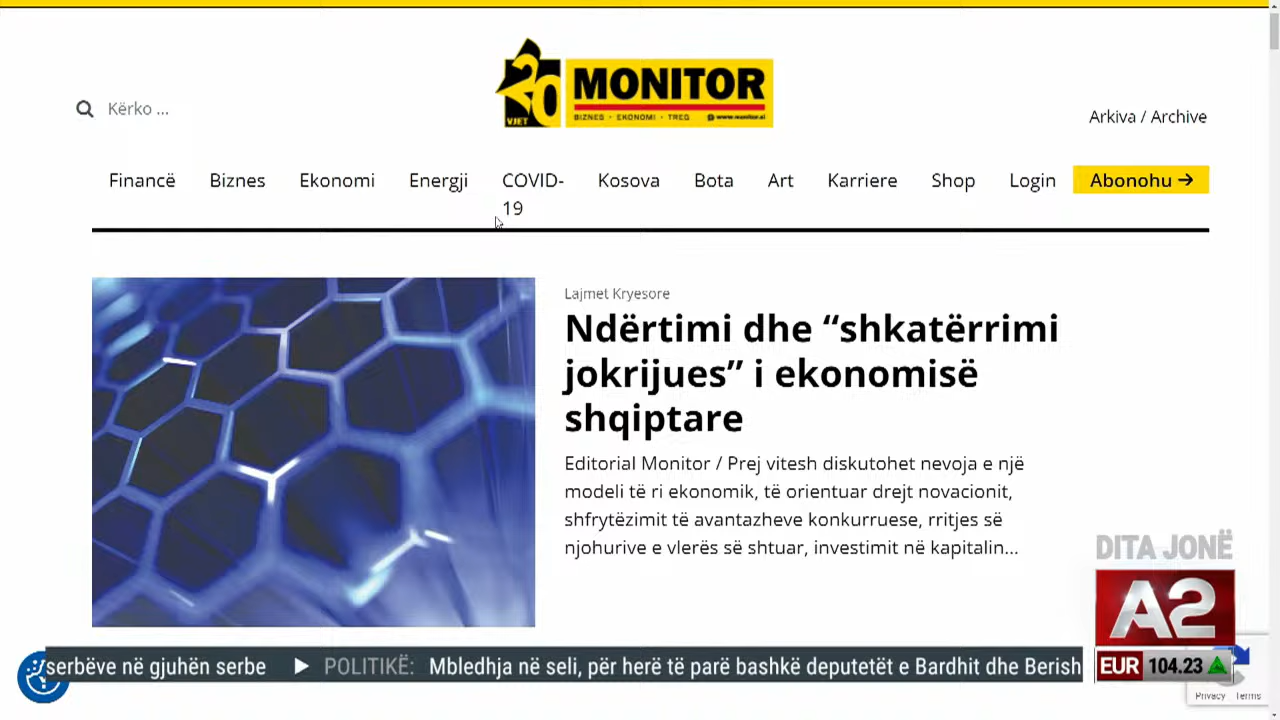 20
VJET
MONITOR
BIZNES - EKONOMI - TREG www.monitor.al
Kërko ...
Arkiva / Archive
Financë Biznes Ekonomi Energji COVID-19 Kosova Bota Art Karriere Shop Login Abonohu →
Lajmet Kryesore
Ndërtimi dhe “shkatërrimi
jokrijues” i ekonomisë
shqiptare
Editorial Monitor / Prej vitesh diskutohet nevoja e një
modeli të ri ekonomik, të orientuar drejt novacionit,
shfrytëzimit të avantazheve konkurruese, rritjes së
njohurive e vlerës së shtuar, investimit në kapitalin...
DITA JONË
A2
EUR 104.23
serbëve në gjuhën serbe ▶ POLITIKË: Mbledhja në seli, për herë të parë bashkë deputetët e Bardhit dhe Berish
Privacy Terms